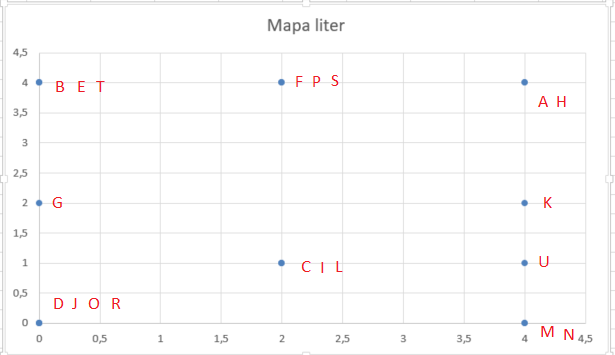 Mapa liter
4,5
4
B E T
F P S
A H
3,5
3
2,5
2
G
K
1,5
1
C I L
U
0,5
D J O R
0
M N
0 0,5 1 1,5 2 2,5 3 3,5 4 4,5